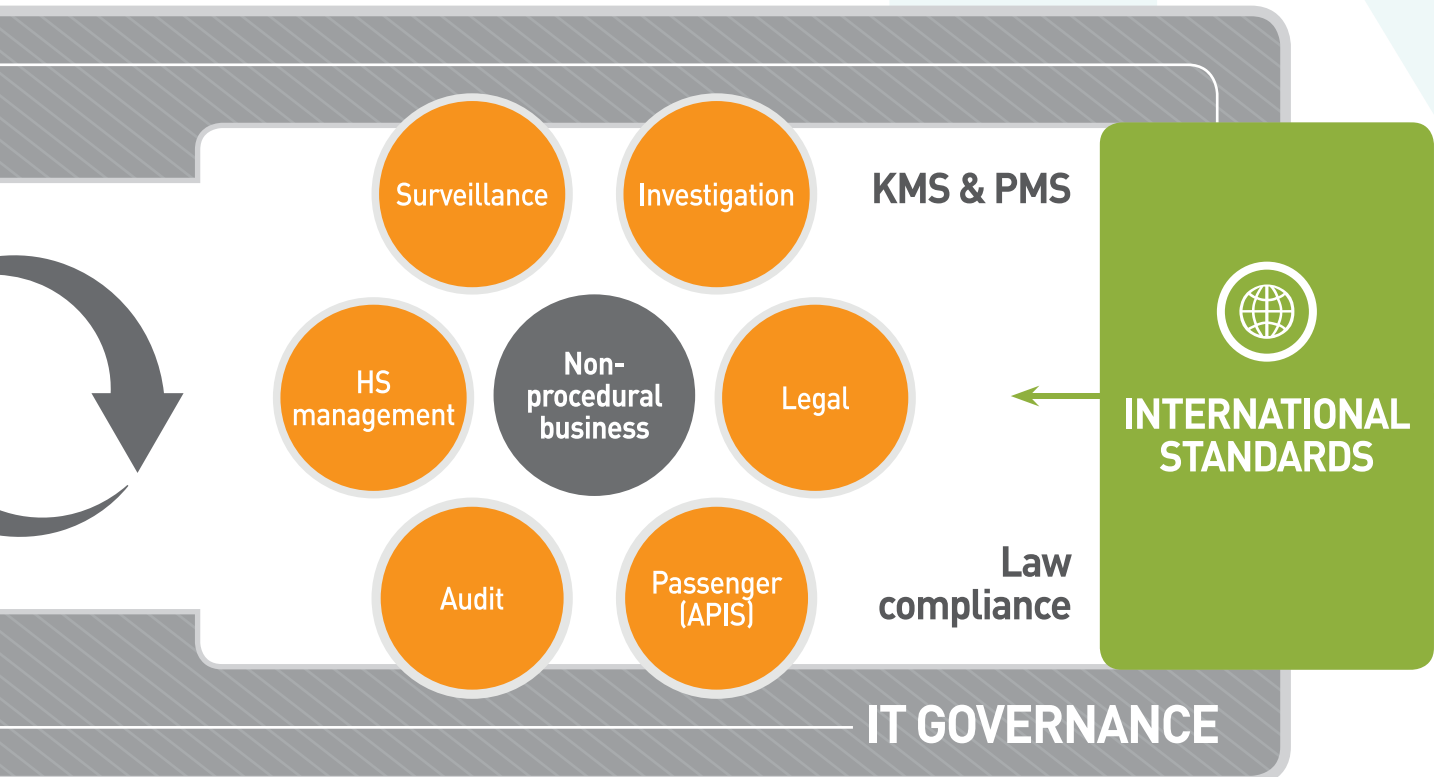 Surveillance
Investigation
KMS & PMS
HS
management
Non-
procedural
business
Legal
INTERNATIONAL
STANDARDS
Audit
Passenger
(APIS)
Law
compliance
IT GOVERNANCE